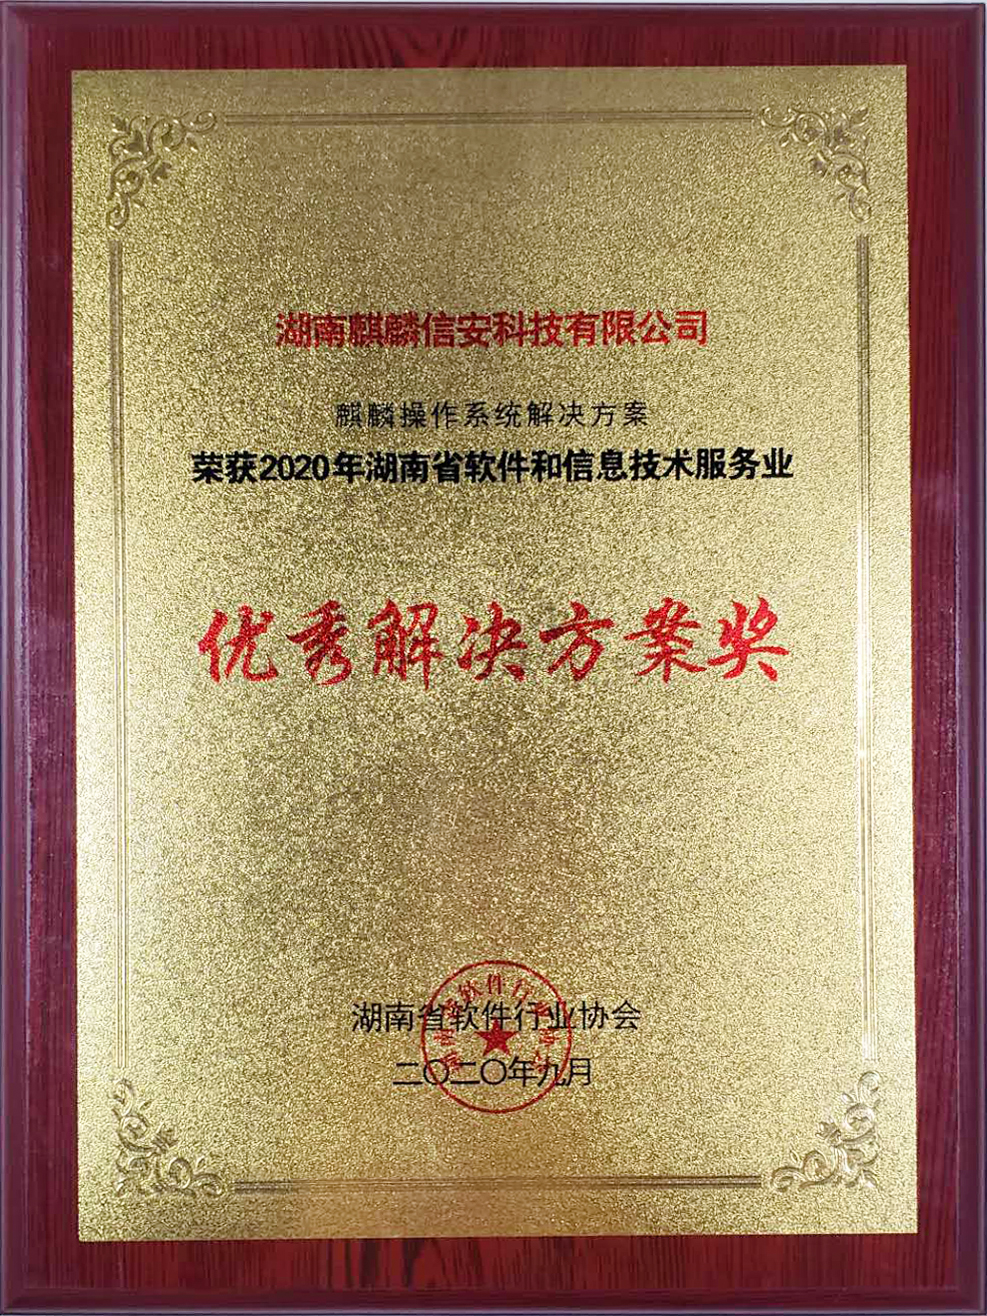 湖南麒麟信安科技有限公司
麒麟操作系统解决方案
荣获2020年湖南省软件和信息技术服务业
优秀解决方案奖
湖南省软件行业协会
二〇二〇年九月